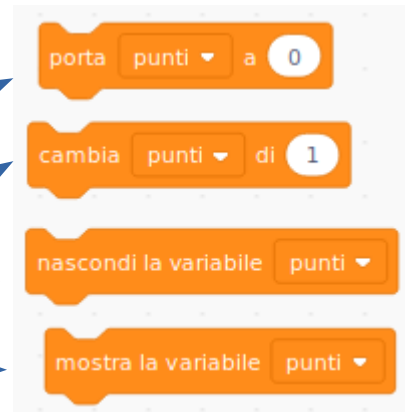 porta punti a 0
cambia punti di 1
nascondi la variabile punti
mostra la variabile punti